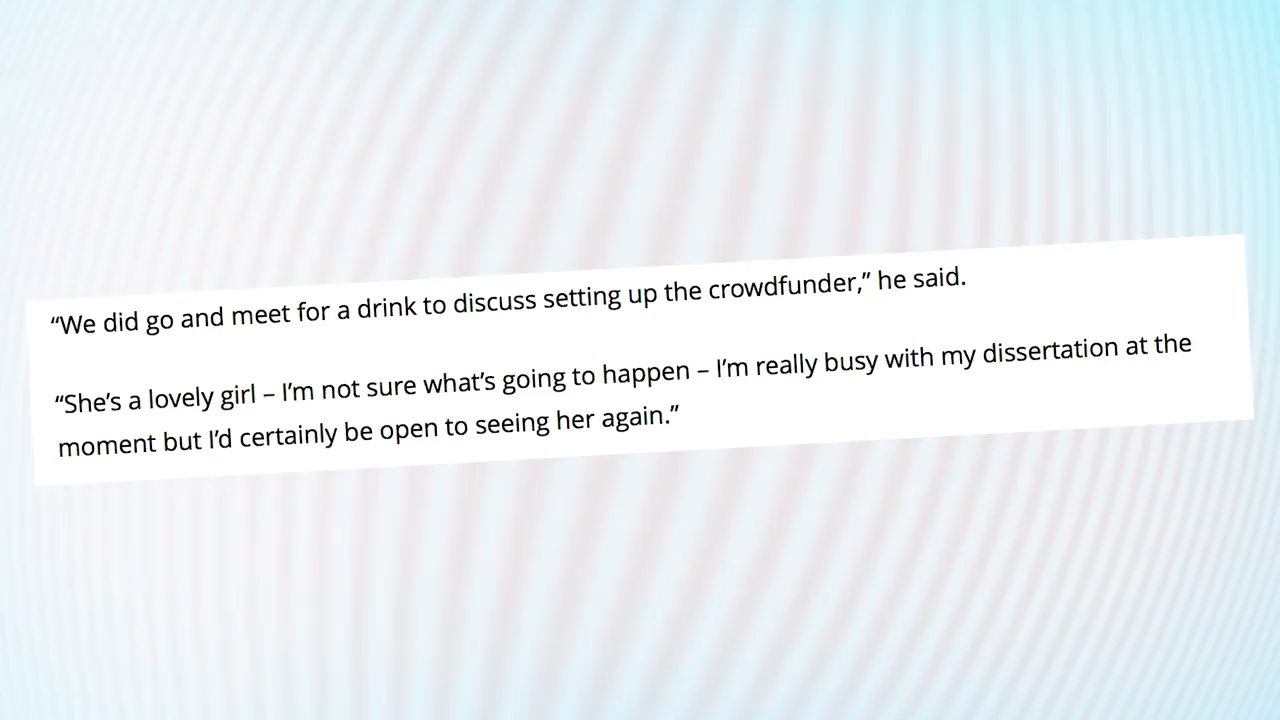 “We did go and meet for a drink to discuss setting up the crowdfunder,” he said.
“She’s a lovely girl – I’m not sure what’s going to happen – I’m really busy with my dissertation at the
moment but I’d certainly be open to seeing her again.”